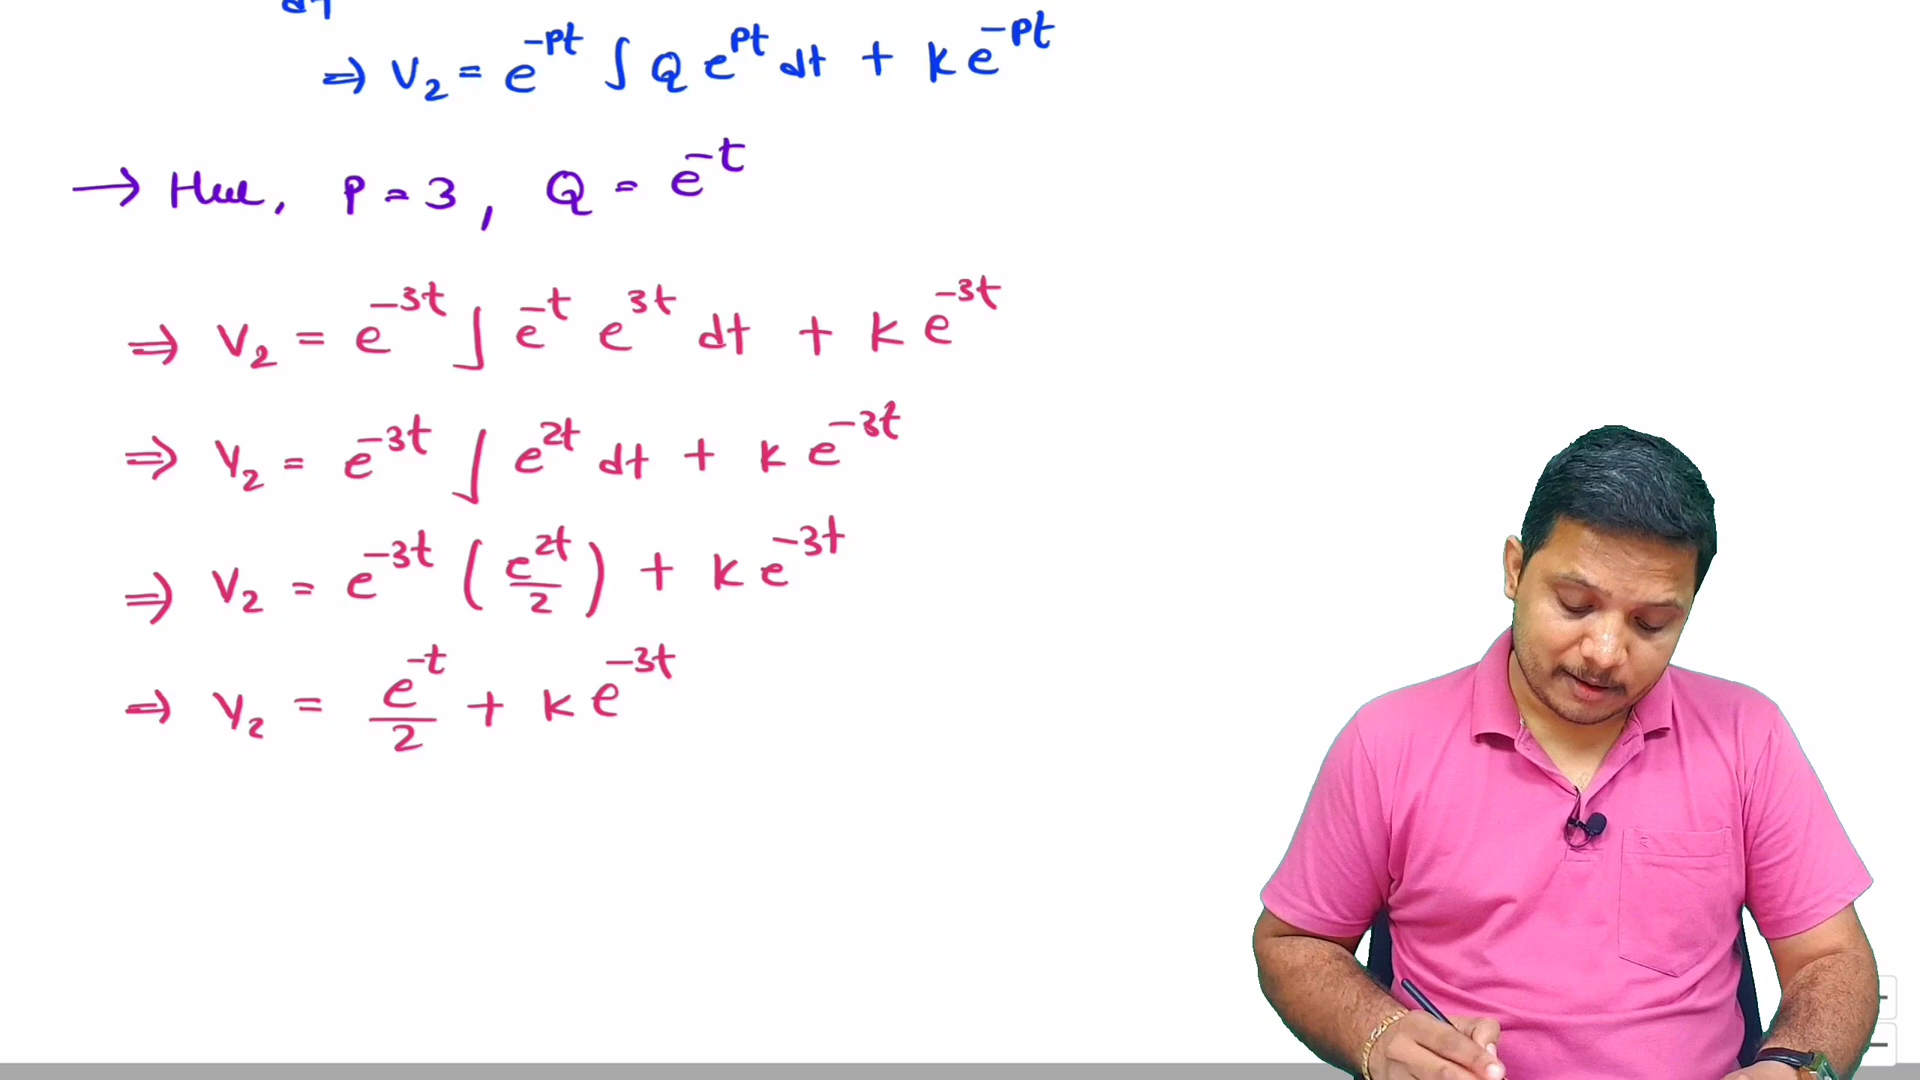 ⇒ V₂ = e^{-Pt} ∫ Q e^{Pt} dt + K e^{-Pt}
→ Here, P = 3, Q = e^{-t}
⇒ V₂ = e^{-3t} ∫ e^{-t} e^{3t} dt + K e^{-3t}
⇒ V₂ = e^{-3t} ∫ e^{2t} dt + K e^{-3t}
⇒ V₂ = e^{-3t} (e^{2t}/2) + K e^{-3t}
⇒ V₂ = e^{-t}/2 + K e^{-3t}